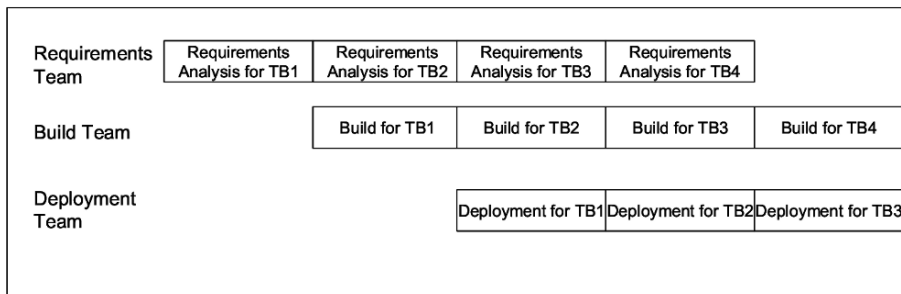 Requirements
Team
Requirements
Analysis for TB1
Requirements
Analysis for TB2
Requirements
Analysis for TB3
Requirements
Analysis for TB4
Build Team
Build for TB1
Build for TB2
Build for TB3
Build for TB4
Deployment
Team
Deployment for TB1
Deployment for TB2
Deployment for TB3